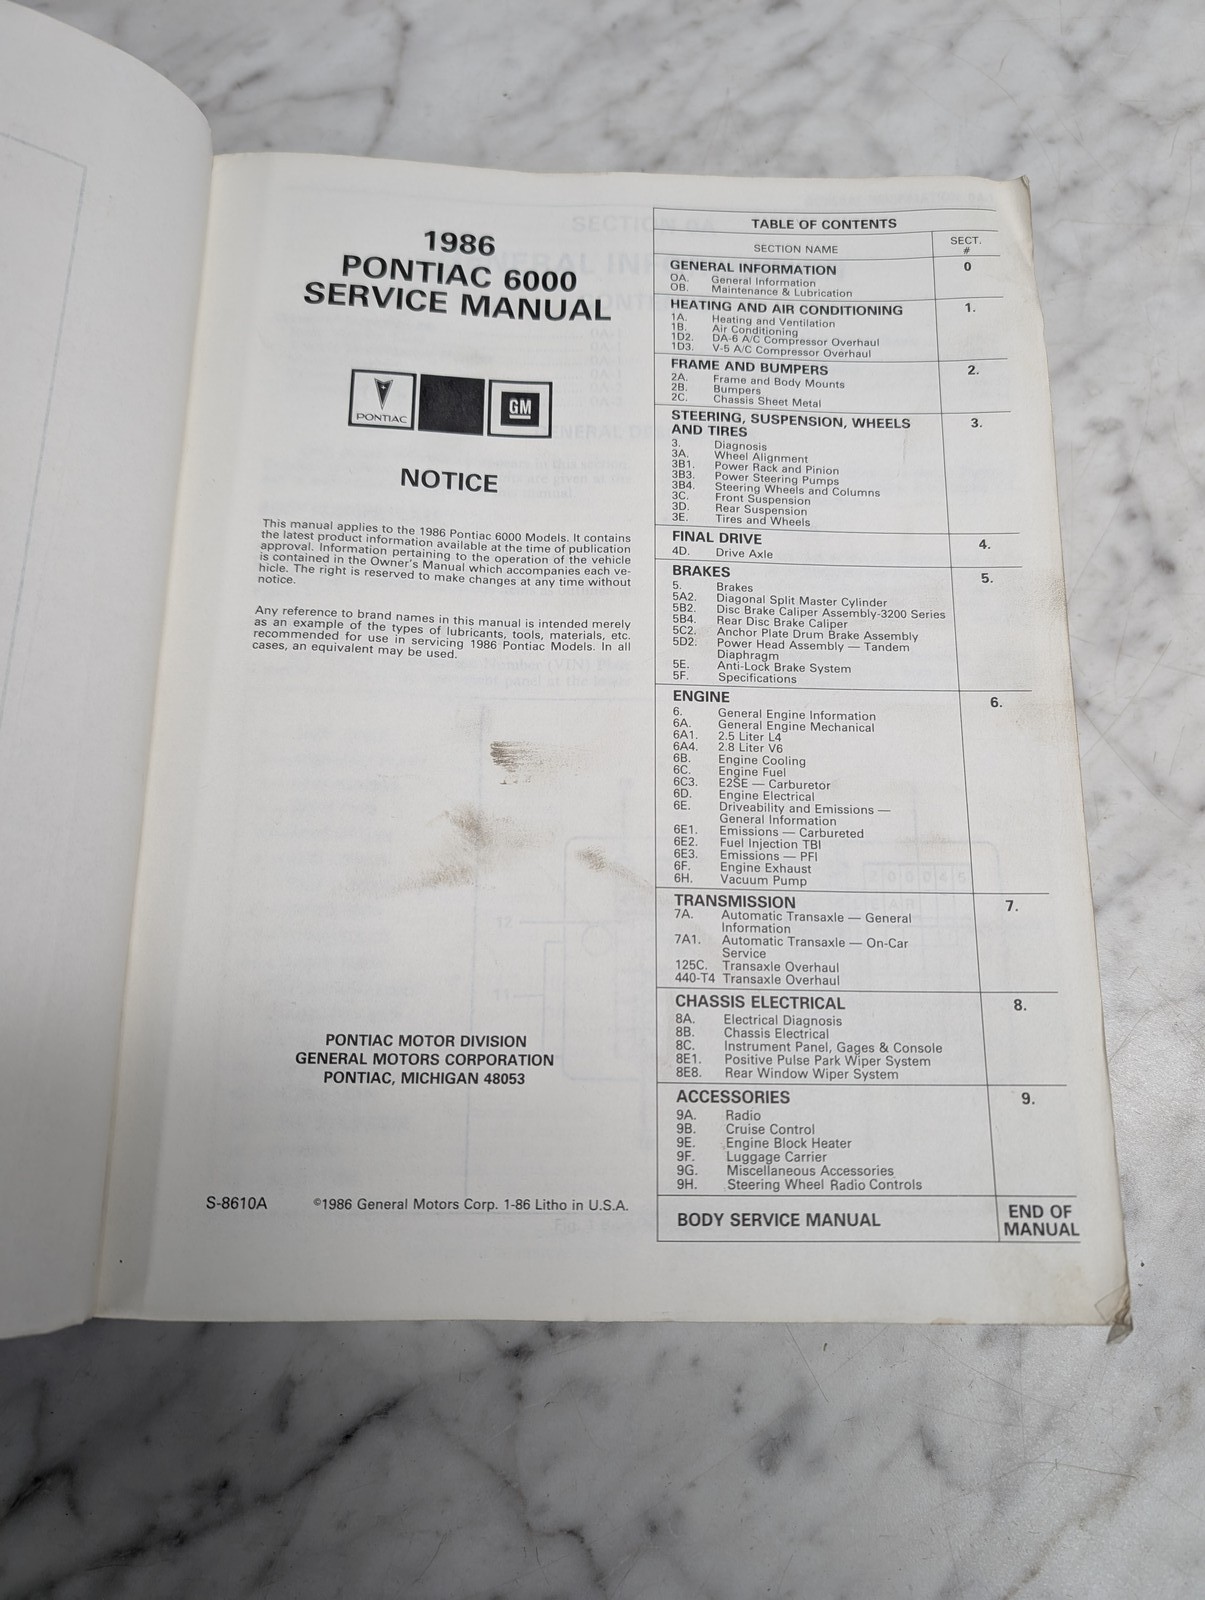 1986
PONTIAC 6000
SERVICE MANUAL
PONTIAC
GM
NOTICE
This manual applies to the 1986 Pontiac 6000 Models. It contains
the latest product information available at the time of publication
approval. Information pertaining to the operation of the vehicle
is contained in the Owner's Manual which accompanies each ve-
hicle. The right is reserved to make changes at any time without
notice.
Any reference to brand names in this manual is intended merely
as an example of the types of lubricants, tools, materials, etc.
recommended for use in servicing 1986 Pontiac Models. In all
cases, an equivalent may be used.
PONTIAC MOTOR DIVISION
GENERAL MOTORS CORPORATION
PONTIAC, MICHIGAN 48053
S-8610A ©1986 General Motors Corp. 1-86 Litho in U.S.A.
TABLE OF CONTENTS
SECTION NAME SECT. #
GENERAL INFORMATION 0
OA. General Information
OB. Maintenance & Lubrication
HEATING AND AIR CONDITIONING 1.
1A. Heating and Ventilation
1B. Air Conditioning
1D2. DA-6 A/C Compressor Overhaul
1D3. V-5 A/C Compressor Overhaul
FRAME AND BUMPERS 2.
2A. Frame and Body Mounts
2B. Bumpers
2C. Chassis Sheet Metal
STEERING, SUSPENSION, WHEELS 3.
AND TIRES
3. Diagnosis
3A. Wheel Alignment
3B1. Power Rack and Pinion
3B3. Power Steering Pumps
3B4. Steering Wheels and Columns
3C. Front Suspension
3D. Rear Suspension
3E. Tires and Wheels
FINAL DRIVE 4.
4D. Drive Axle
BRAKES 5.
5. Brakes
5A2. Diagonal Split Master Cylinder
5B2. Disc Brake Caliper Assembly-3200 Series
5B4. Rear Disc Brake Caliper
5C2. Anchor Plate Drum Brake Assembly
5D2. Power Head Assembly — Tandem
Diaphragm
5E. Anti-Lock Brake System
5F. Specifications
ENGINE 6.
6. General Engine Information
6A. General Engine Mechanical
6A1. 2.5 Liter L4
6A4. 2.8 Liter V6
6B. Engine Cooling
6C. Engine Fuel
6C3. E2SE — Carburetor
6D. Engine Electrical
6E. Driveability and Emissions —
General Information
6E1. Emissions — Carbureted
6E2. Fuel Injection TBI
6E3. Emissions — PFI
6F. Engine Exhaust
6H. Vacuum Pump
TRANSMISSION 7.
7A. Automatic Transaxle — General
Information
7A1. Automatic Transaxle — On-Car
Service
125C. Transaxle Overhaul
440-T4 Transaxle Overhaul
CHASSIS ELECTRICAL 8.
8A. Electrical Diagnosis
8B. Chassis Electrical
8C. Instrument Panel, Gages & Console
8E1. Positive Pulse Park Wiper System
8E8. Rear Window Wiper System
ACCESSORIES 9.
9A. Radio
9B. Cruise Control
9E. Engine Block Heater
9F. Luggage Carrier
9G. Miscellaneous Accessories
9H. Steering Wheel Radio Controls
BODY SERVICE MANUAL END OF
MANUAL